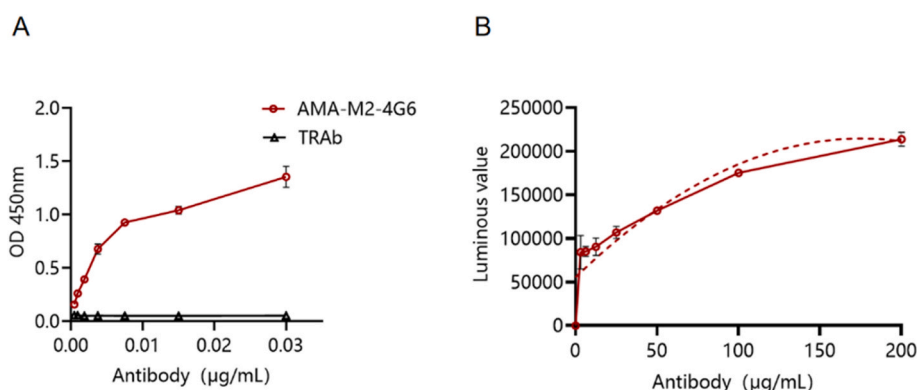 A
B
2.0
1.5
1.0
0.5
0.0
OD 450nm
AMA-M2-4G6
TRAb
0.00
0.01
0.02
0.03
Antibody (μg/mL)
250000
200000
150000
100000
50000
0
Luminous value
0
50
100
150
200
Antibody (μg/mL)